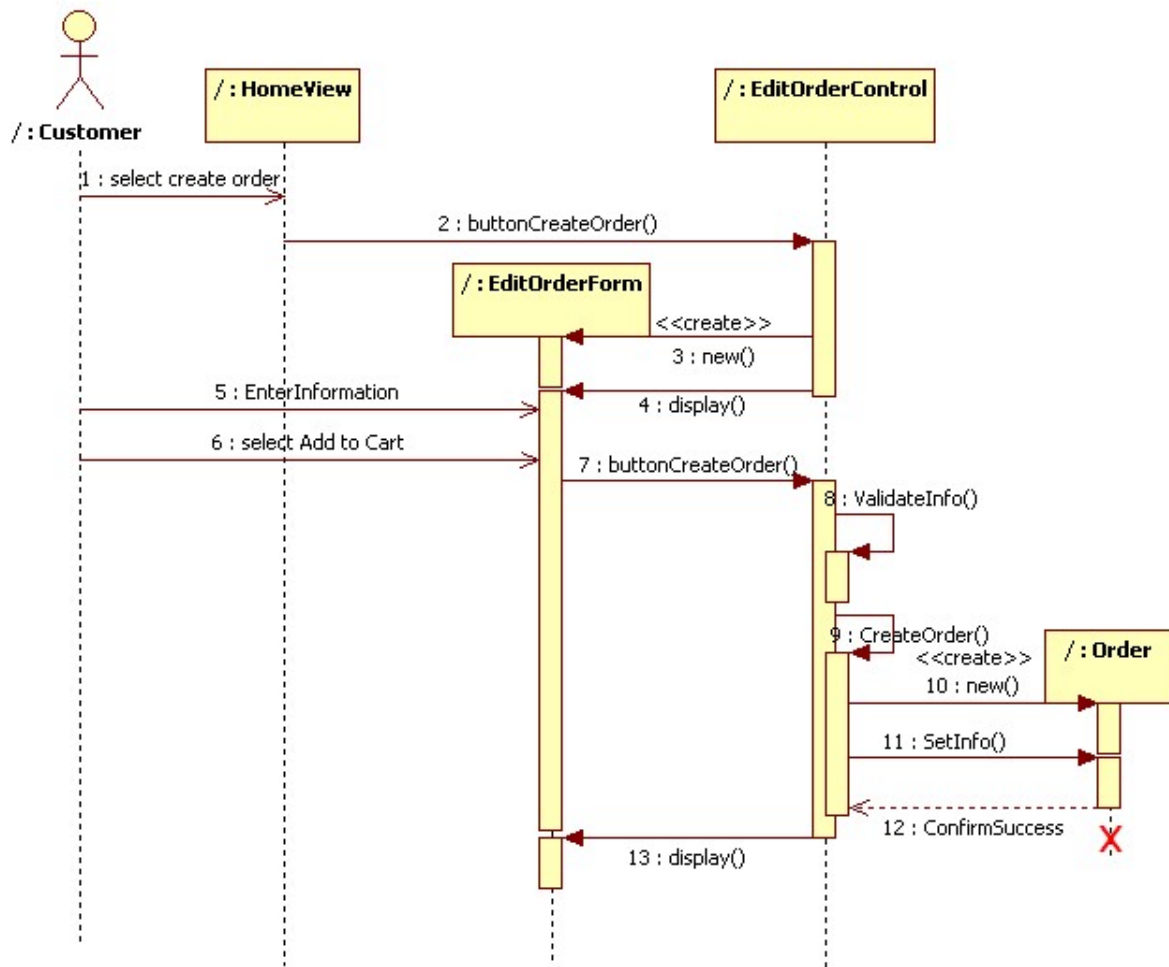 / : HomeView
/ : EditOrderControl
/ : Customer
1 : select create order
2 : buttonCreateOrder()
/ : EditOrderForm
<<create>>
3 : new()
5 : EnterInformation
4 : display()
6 : select Add to Cart
7 : buttonCreateOrder()
8 : ValidateInfo()
9 : CreateOrder()
<<create>>
/ : Order
10 : new()
11 : SetInfo()
12 : ConfirmSuccess
13 : display()